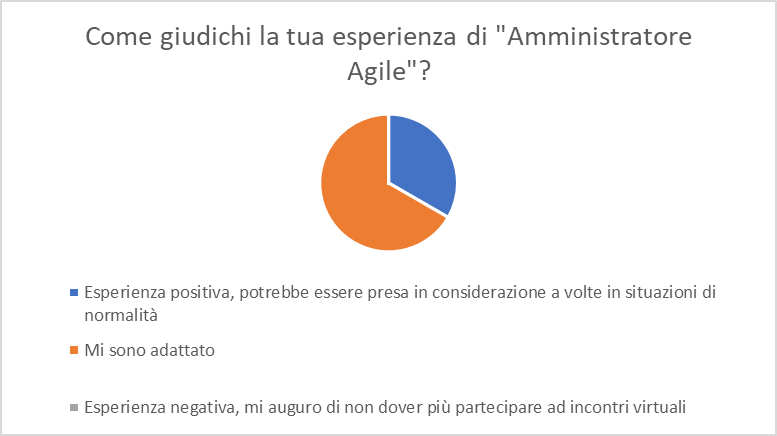 Come giudichi la tua esperienza di "Amministratore
Agile"?
Esperienza positiva, potrebbe essere presa in considerazione a volte in situazioni di
normalità
Mi sono adattato
Esperienza negativa, mi auguro di non dover più partecipare ad incontri virtuali